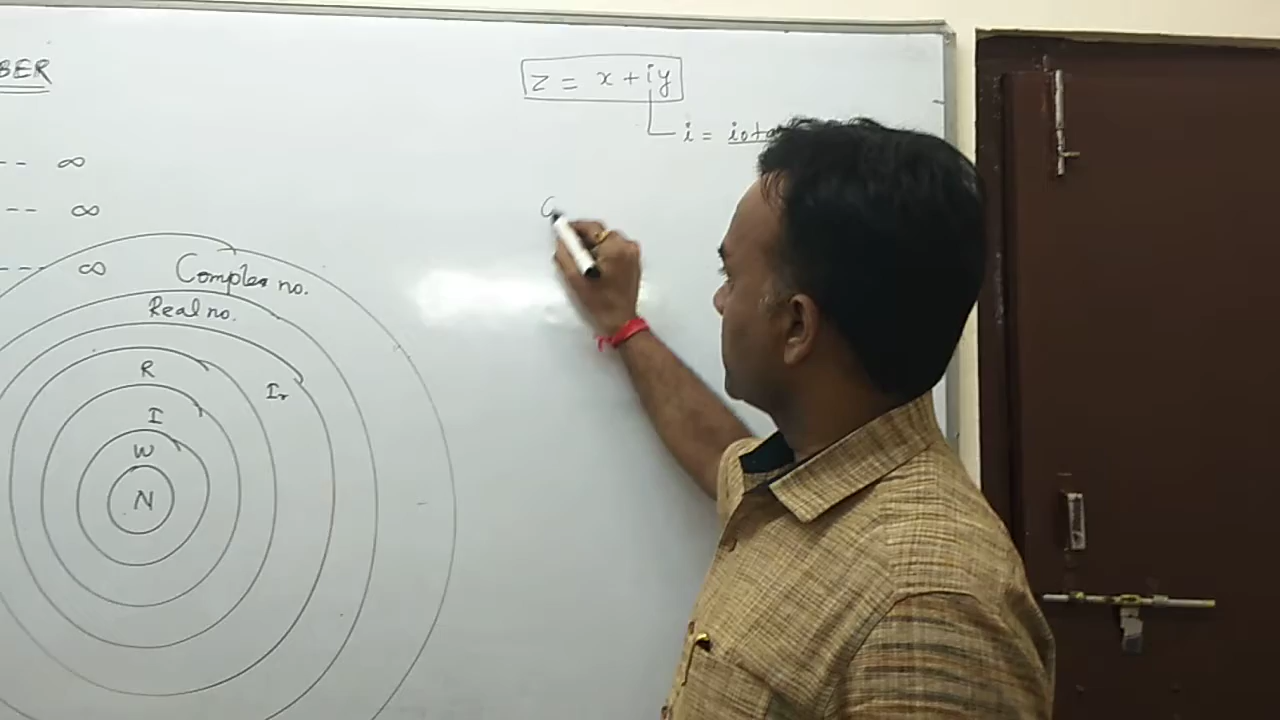 BER
z = x + iy
i = iota
-- ∞
-- ∞
--- ∞
Complex no.
Real no.
R
Ir
I
W
N